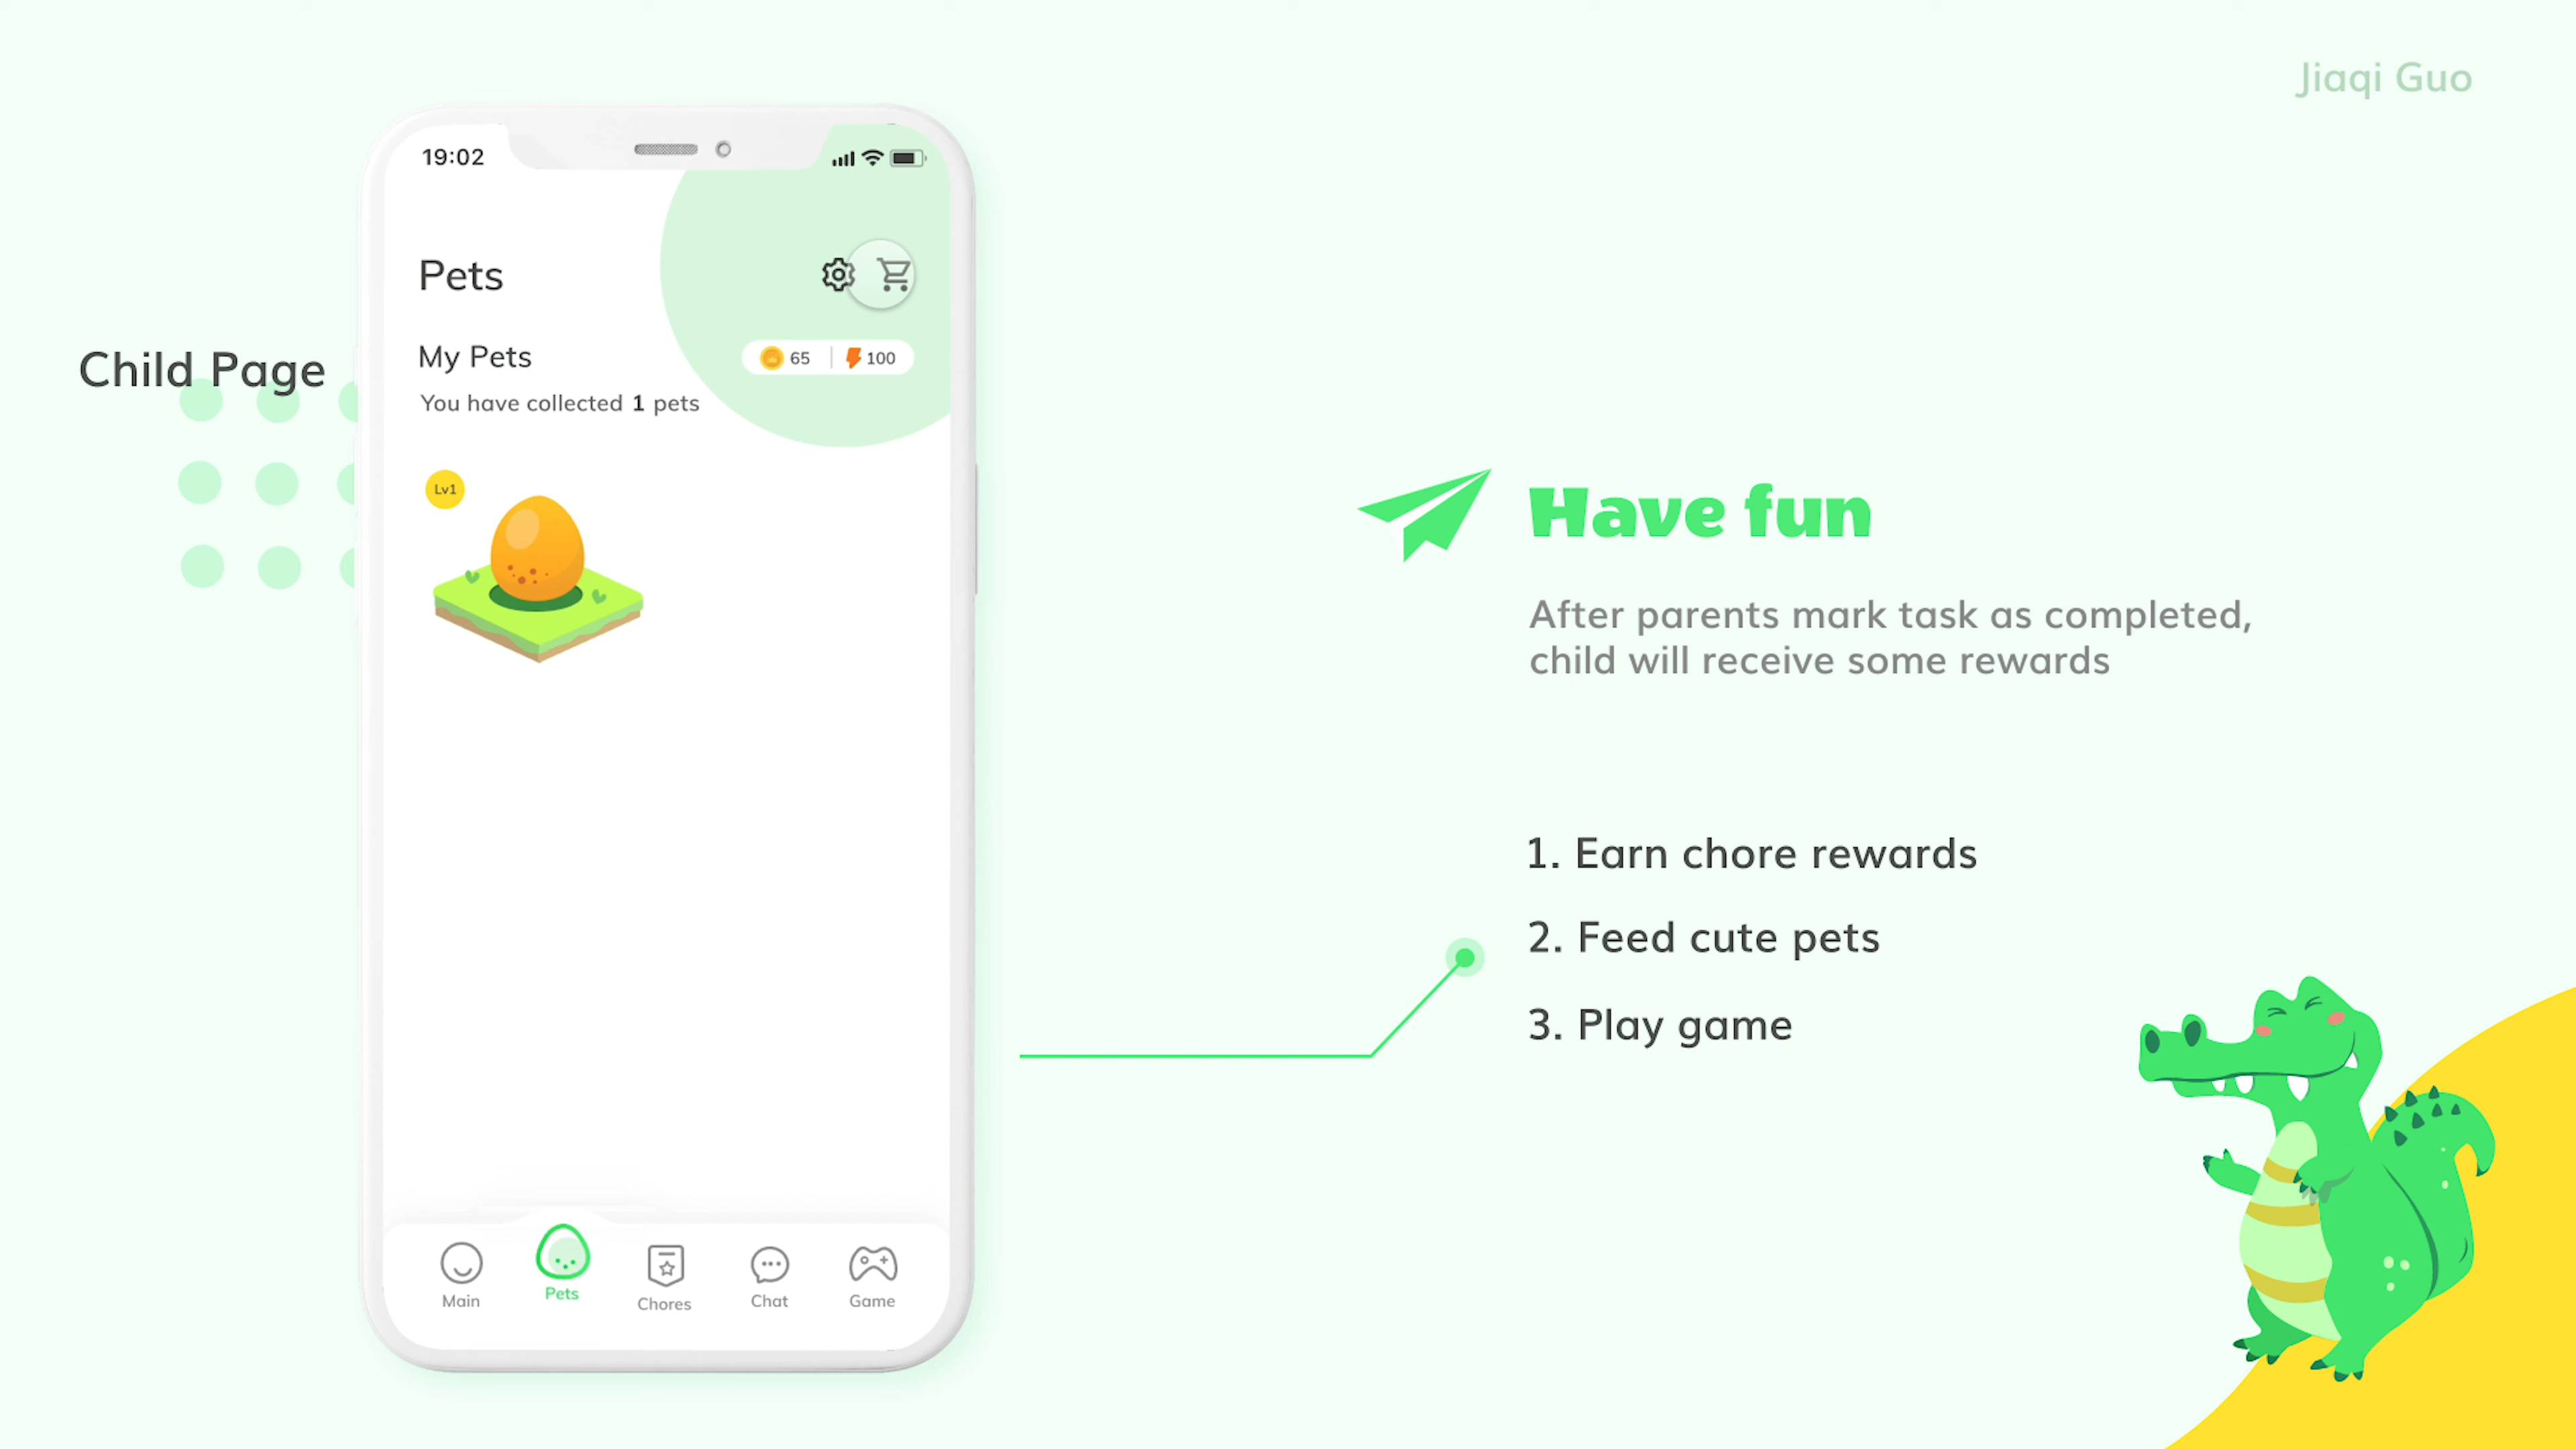 Jiaqi Guo
Child Page
19:02
Pets
My Pets
65
100
You have collected 1 pets
Lv1
Main
Pets
Chores
Chat
Game
Have fun
After parents mark task as completed,
child will receive some rewards
1. Earn chore rewards
2. Feed cute pets
3. Play game